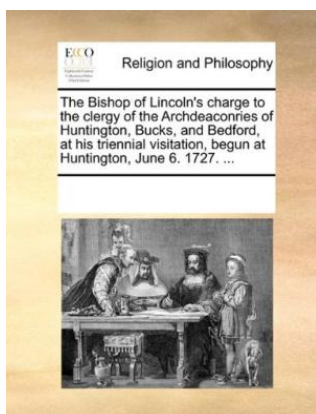 ECCO
Religion and Philosophy
The Bishop of Lincoln's charge to
the clergy of the Archdeaconries of
Huntington, Bucks, and Bedford,
at his triennial visitation, begun at
Huntington, June 6. 1727. ...